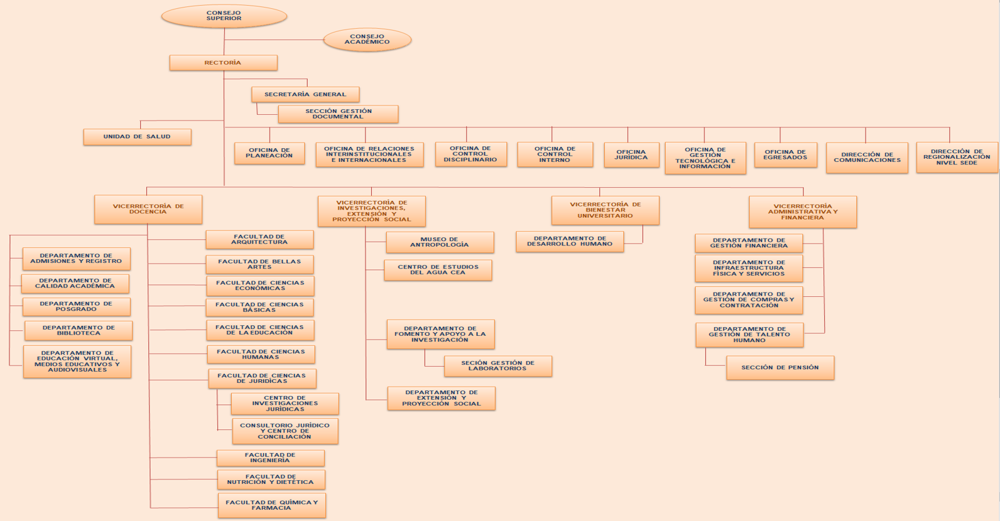 CONSEJO
SUPERIOR
CONSEJO
ACADÉMICO
RECTORÍA
SECRETARÍA GENERAL
SECCIÓN GESTIÓN
DOCUMENTAL
UNIDAD DE SALUD
OFICINA DE
PLANEACIÓN
OFICINA DE RELACIONES
INTERINSTITUCIONALES
E INTERNACIONALES
OFICINA DE
CONTROL
DISCIPLINARIO
OFICINA DE
CONTROL
INTERNO
OFICINA
JURÍDICA
OFICINA DE
GESTIÓN
TECNOLÓGICA E
INFORMACIÓN
OFICINA DE
EGRESADOS
DIRECCIÓN DE
COMUNICACIONES
DIRECCIÓN DE
REGIONALIZACIÓN
NIVEL SEDE
VICERRECTORÍA DE
DOCENCIA
VICERRECTORÍA DE
INVESTIGACIONES,
EXTENSIÓN Y
PROYECCIÓN SOCIAL
VICERRECTORÍA DE
BIENESTAR
UNIVERSITARIO
VICERRECTORÍA
ADMINISTRATIVA Y
FINANCIERA
DEPARTAMENTO DE
ADMISIONES Y REGISTRO
DEPARTAMENTO DE
CALIDAD ACADÉMICA
DEPARTAMENTO DE
POSGRADO
DEPARTAMENTO DE
BIBLIOTECA
DEPARTAMENTO DE
EDUCACIÓN VIRTUAL,
MEDIOS EDUCATIVOS Y
AUDIOVISUALES
FACULTAD DE
ARQUITECTURA
FACULTAD DE BELLAS
ARTES
FACULTAD DE CIENCIAS
ECONÓMICAS
FACULTAD DE CIENCIAS
BÁSICAS
FACULTAD DE CIENCIAS
DE LA EDUCACIÓN
FACULTAD DE CIENCIAS
HUMANAS
FACULTAD DE CIENCIAS
DE JURIDÍCAS
CENTRO DE
INVESTIGACIONES
JURÍDICAS
CONSULTORIO JURÍDICO
Y CENTRO DE
CONCILIACIÓN
FACULTAD DE
INGENIERÍA
FACULTAD DE
NUTRICIÓN Y DIETÉTICA
FACULTAD DE QUÍMICA Y
FARMACIA
MUSEO DE
ANTROPOLOGÍA
CENTRO DE ESTUDIOS
DEL AGUA CEA
DEPARTAMENTO DE
FOMENTO Y APOYO A LA
INVESTIGACIÓN
SECIÓN GESTIÓN DE
LABORATORIOS
DEPARTAMENTO DE
EXTENSIÓN Y
PROYECCIÓN SOCIAL
DEPARTAMENTO DE
DESARROLLO HUMANO
DEPARTAMENTO DE
GESTIÓN FINANCIERA
DEPARTAMENTO DE
INFRAESTRUCTURA
FÍSICA Y SERVICIOS
DEPARTAMENTO DE
GESTIÓN DE COMPRAS Y
CONTRATACIÓN
DEPARTAMENTO DE
GESTIÓN DE TALENTO
HUMANO
SECCIÓN DE PENSIÓN